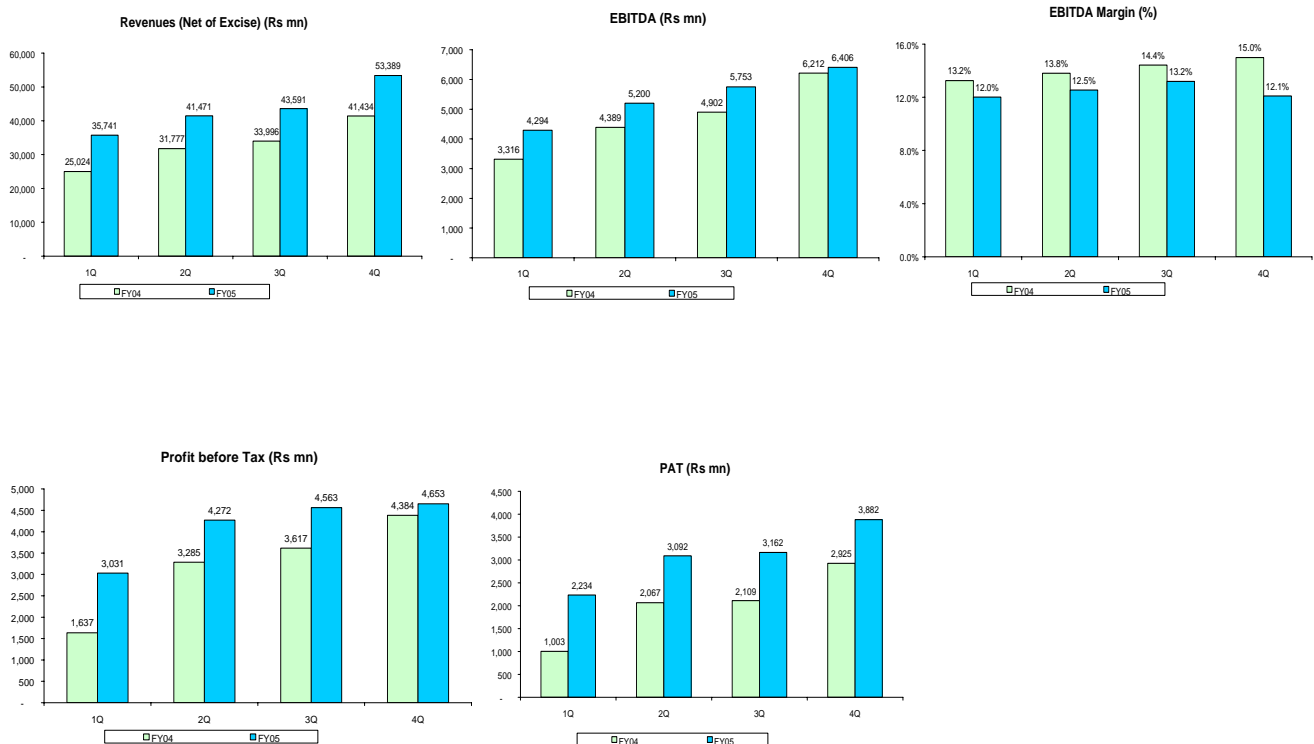 Revenues (Net of Excise) (Rs mn)
60,000
50,000
40,000
30,000
20,000
10,000
-
25,024
35,741
31,777
41,471
33,996
43,591
41,434
53,389
1Q
2Q
3Q
4Q
FY04
FY05
EBITDA (Rs mn)
7,000
6,000
5,000
4,000
3,000
2,000
1,000
-
3,316
4,294
4,389
5,200
4,902
5,753
6,212
6,406
1Q
2Q
3Q
4Q
FY04
FY05
EBITDA Margin (%)
16.0%
12.0%
8.0%
4.0%
0.0%
13.2%
12.0%
13.8%
12.5%
14.4%
13.2%
15.0%
12.1%
1Q
2Q
3Q
4Q
FY04
FY05
Profit before Tax (Rs mn)
5,000
4,500
4,000
3,500
3,000
2,500
2,000
1,500
1,000
500
-
1,637
3,031
3,285
4,272
3,617
4,563
4,384
4,653
1Q
2Q
3Q
4Q
FY04
FY05
PAT (Rs mn)
4,500
4,000
3,500
3,000
2,500
2,000
1,500
1,000
500
-
1,003
2,234
2,067
3,092
2,109
3,162
2,925
3,882
1Q
2Q
3Q
4Q
FY04
FY05